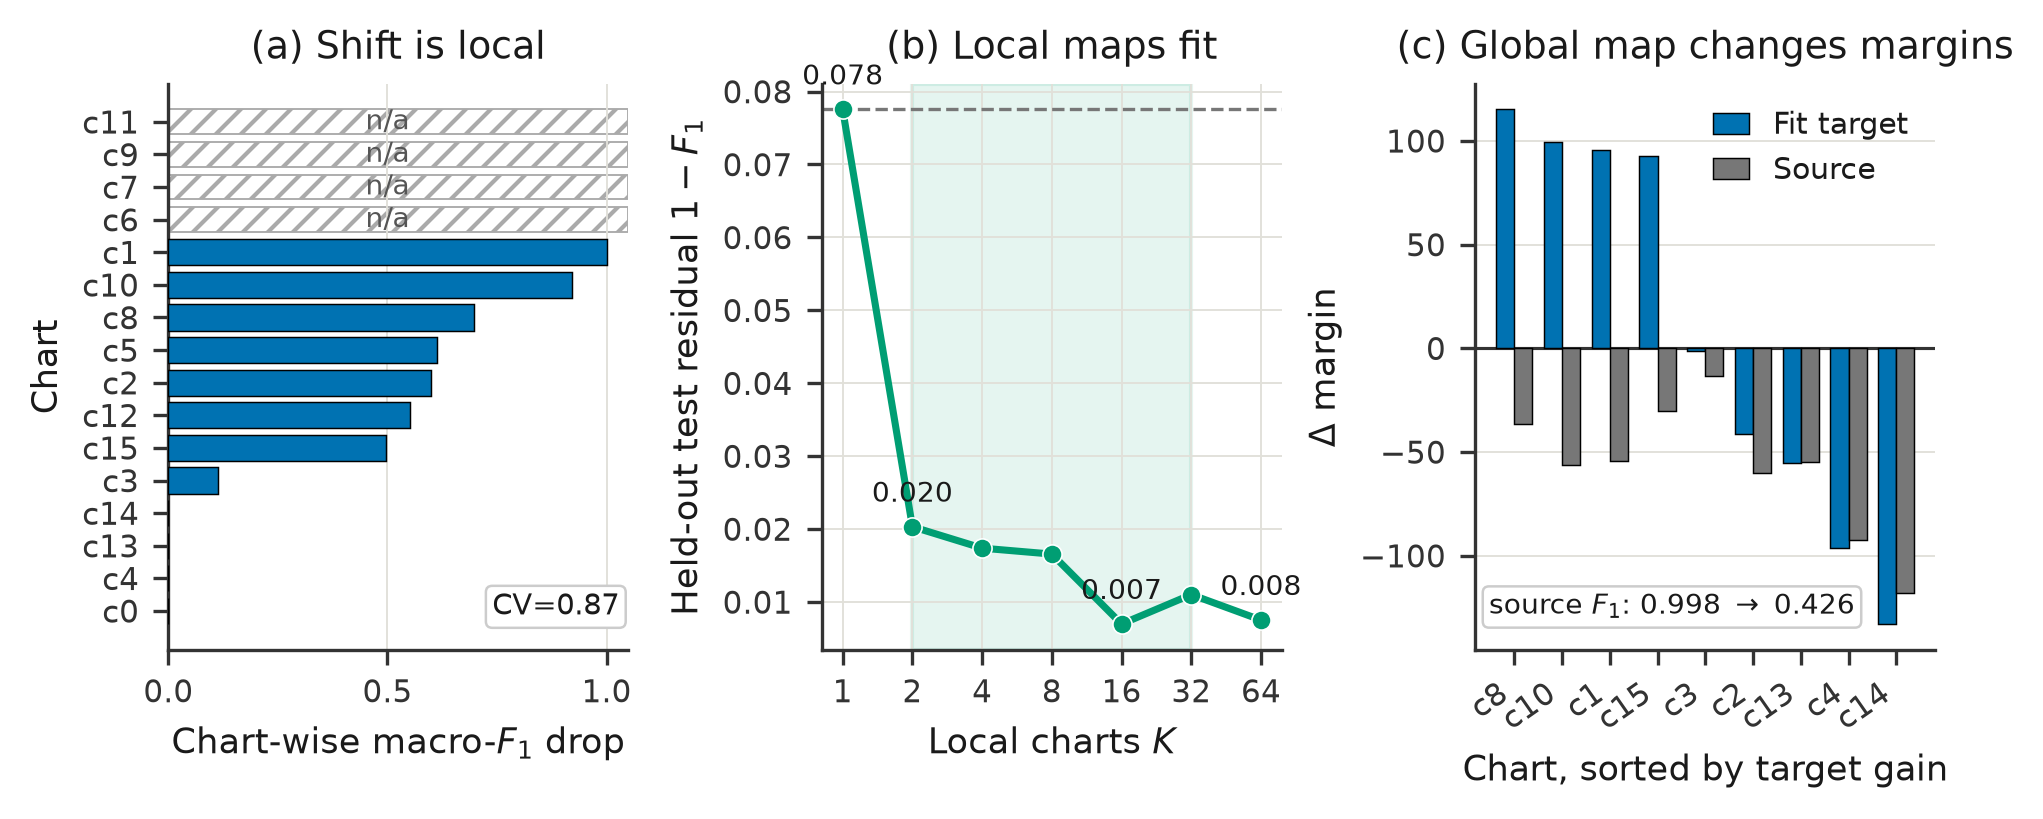 (a) Shift is local
Chart
c11
c9
c7
c6
c1
c10
c8
c5
c2
c12
c15
c3
c14
c13
c4
c0
n/a
n/a
n/a
n/a
CV=0.87
0.0 0.5 1.0
Chart-wise macro-F₁ drop
(b) Local maps fit
Held-out test residual 1 − F₁
0.08
0.07
0.06
0.05
0.04
0.03
0.02
0.01
0.078
0.020
0.007
0.008
1 2 4 8 16 32 64
Local charts K
(c) Global map changes margins
Δ margin
100
50
0
−50
−100
Fit target
Source
source F₁: 0.998 → 0.426
c8 c10 c1 c15 c3 c2 c13 c4 c14
Chart, sorted by target gain